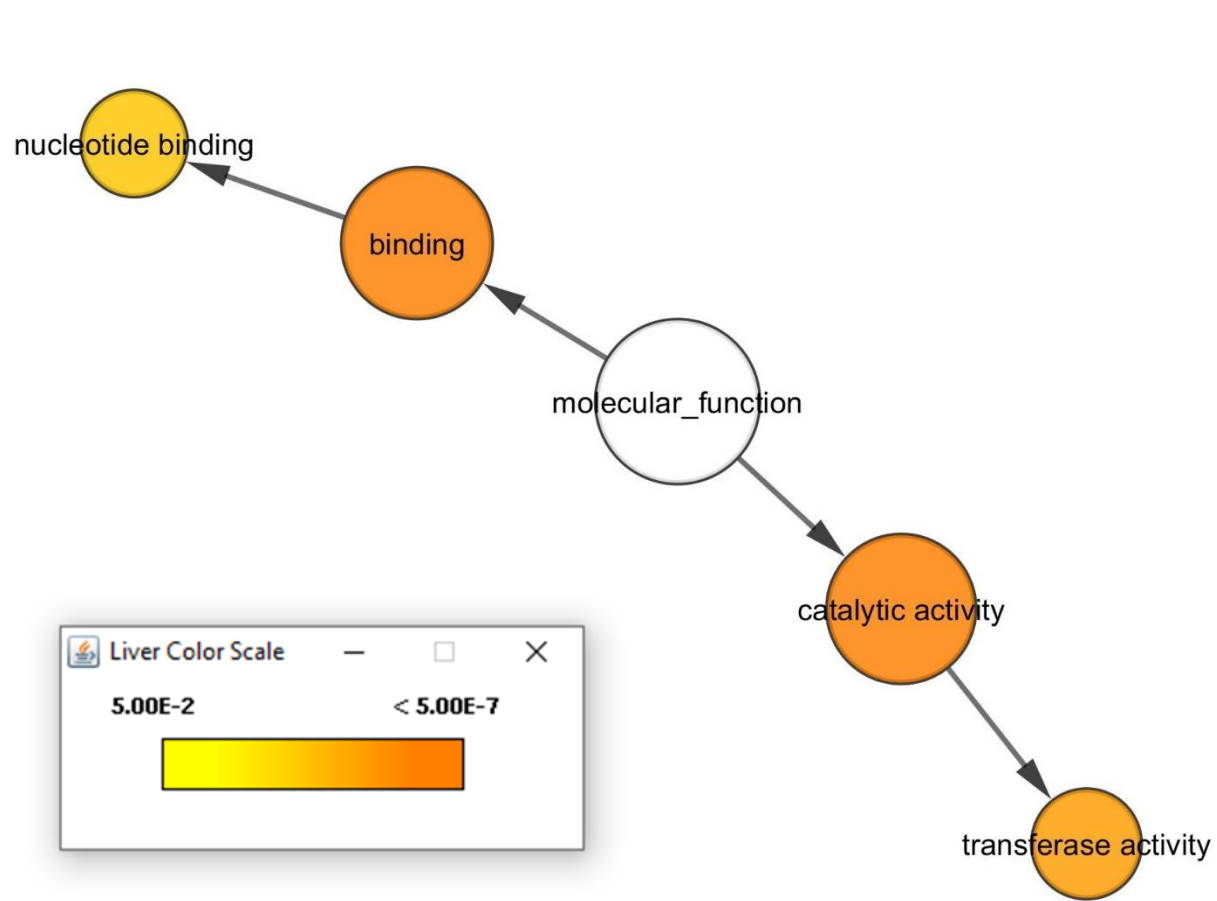 nucleotide binding
binding
molecular_function
catalytic activity
Liver Color Scale
5.00E-2 < 5.00E-7
transferase activity